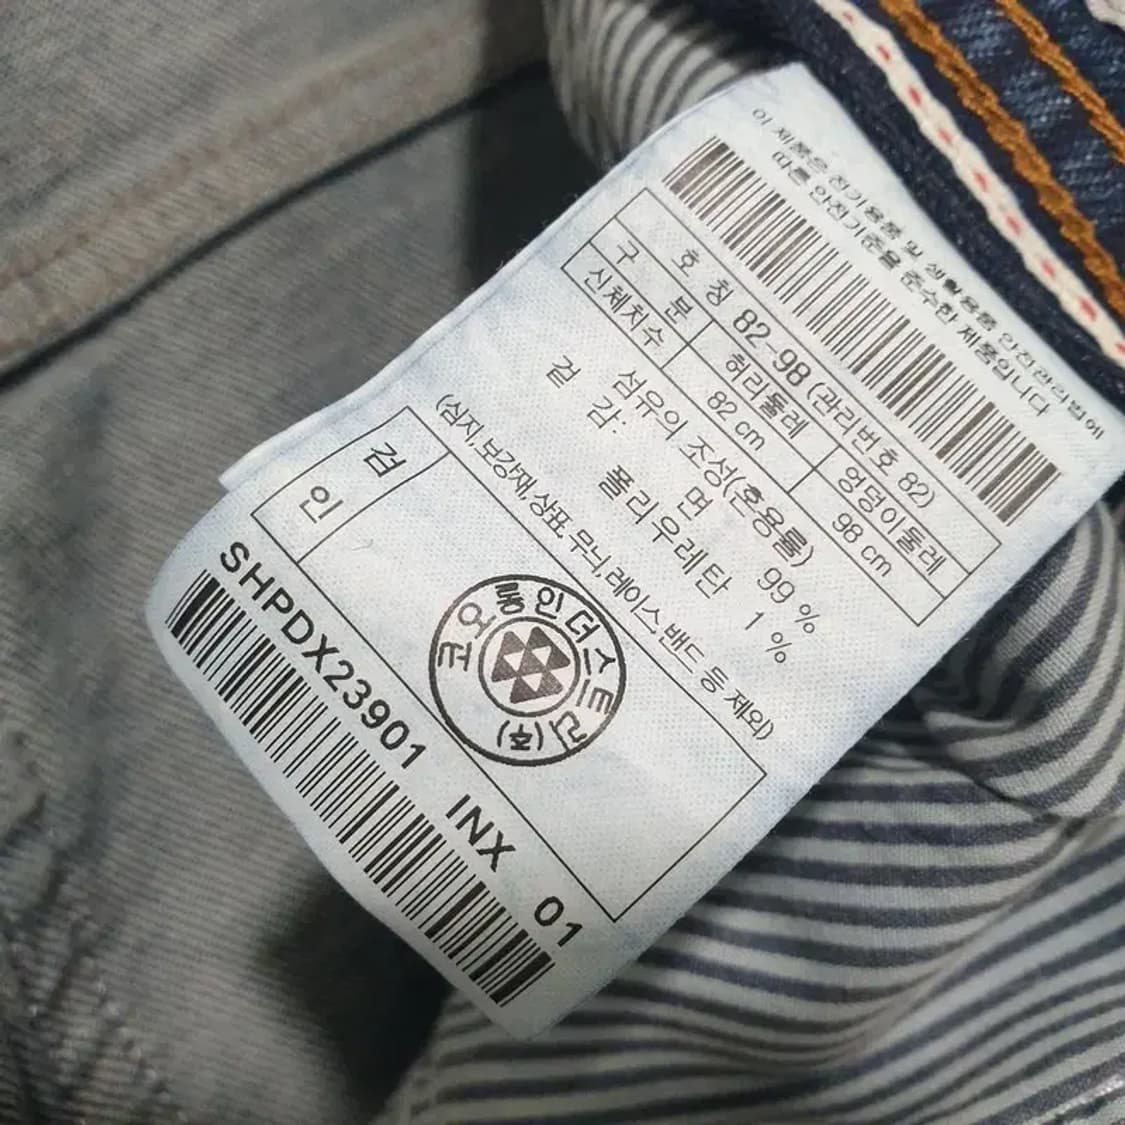 이 제품은 전기용품 및 생활용품 안전관리법에
따른 안전기준을 준수한 제품입니다
호 칭 82-98 (관리번호 82)
구 분 허리둘레 엉덩이둘레
신체치수 82 cm 98 cm
섬유의 조성(혼용률)
겉 감: 면 99 %
폴리우레탄 1 %
(심지,보강재,상표,무늬,레이스,밴드 등 제외)
검 인
코오롱인더스트리(주)
SHPDX23901 INX 01